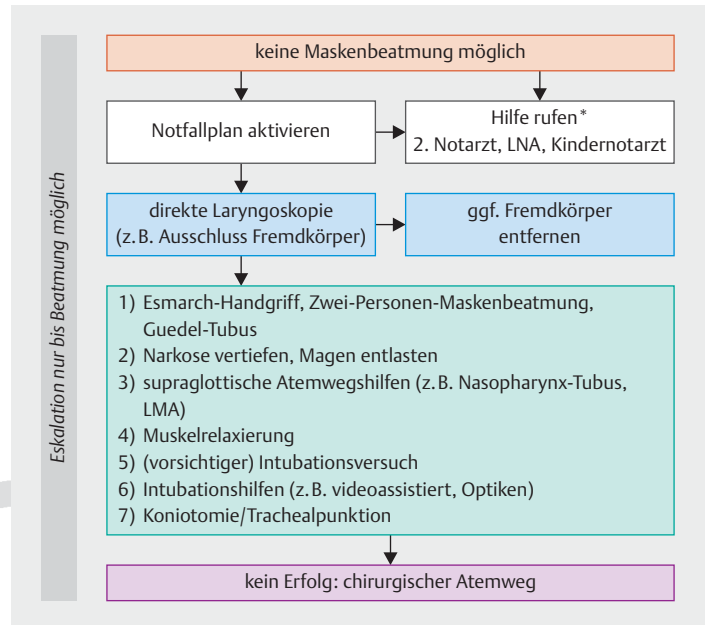 Eskalation nur bis Beatmung möglich
keine Maskenbeatmung möglich
Notfallplan aktivieren
Hilfe rufen*
2. Notarzt, LNA, Kindernotarzt
direkte Laryngoskopie
(z. B. Ausschluss Fremdkörper)
ggf. Fremdkörper
entfernen
1) Esmarch-Handgriff, Zwei-Personen-Maskenbeatmung,
Guedel-Tubus
2) Narkose vertiefen, Magen entlasten
3) supraglottische Atemwegshilfen (z. B. Nasopharynx-Tubus,
LMA)
4) Muskelrelaxierung
5) (vorsichtiger) Intubationsversuch
6) Intubationshilfen (z. B. videoassistiert, Optiken)
7) Koniotomie/Trachealpunktion
kein Erfolg: chirurgischer Atemweg